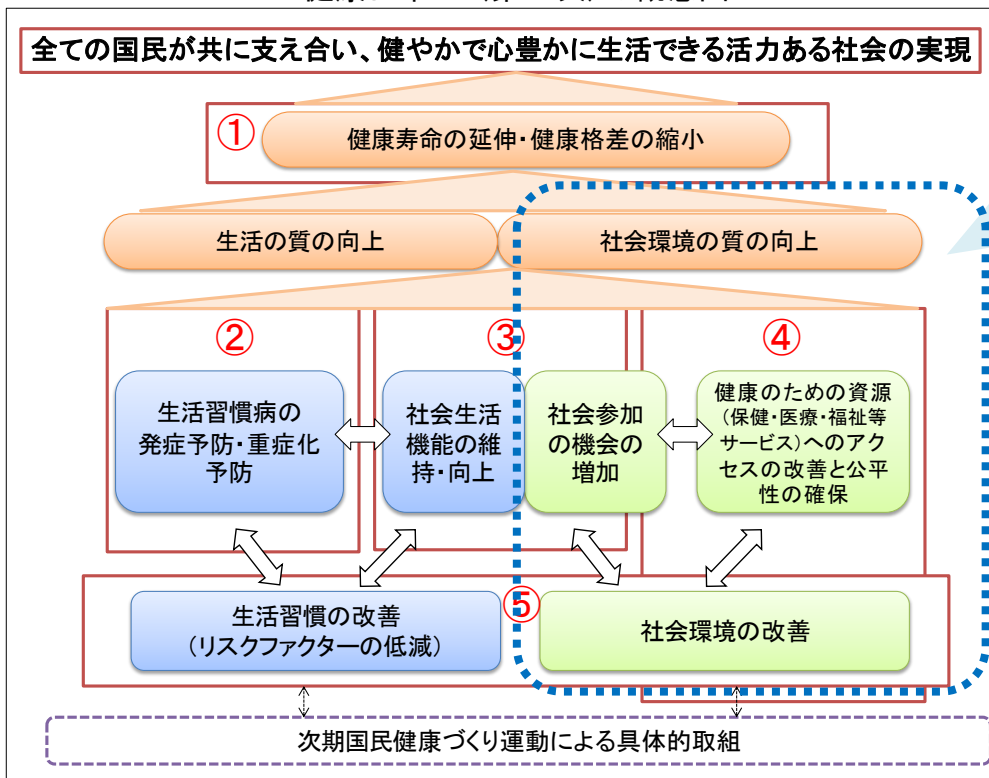 全ての国民が共に支え合い、健やかで心豊かに生活できる活力ある社会の実現
①
健康寿命の延伸・健康格差の縮小
生活の質の向上
社会環境の質の向上
②
③
④
生活習慣病の
発症予防・重症化
予防
社会生活
機能の維
持・向上
社会参加
の機会の
増加
健康のための資源
(保健・医療・福祉等
サービス)へのアク
セスの改善と公平
性の確保
⑤
生活習慣の改善
(リスクファクターの低減)
社会環境の改善
次期国民健康づくり運動による具体的取組